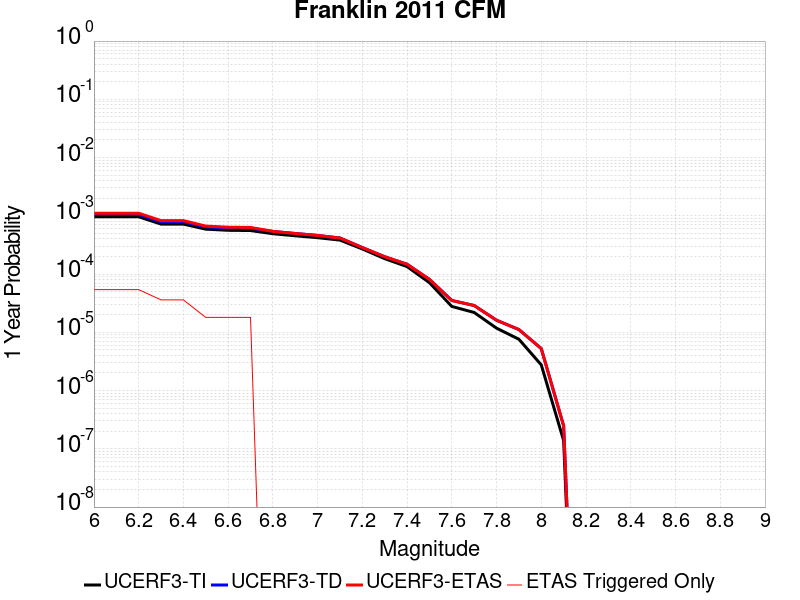 Franklin 2011 CFM
10^0
10^-1
10^-2
10^-3
10^-4
10^-5
10^-6
10^-7
10^-8
1 Year Probability
6 6.2 6.4 6.6 6.8 7 7.2 7.4 7.6 7.8 8 8.2 8.4 8.6 8.8 9
Magnitude
UCERF3-TI UCERF3-TD UCERF3-ETAS ETAS Triggered Only